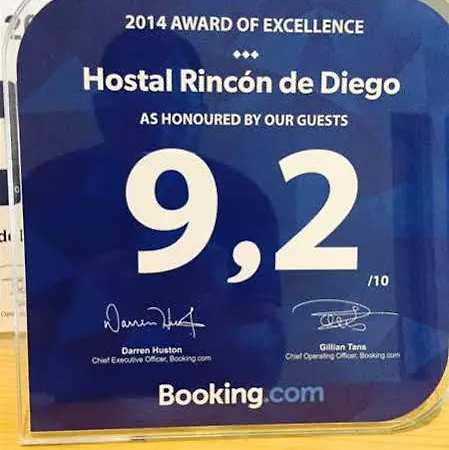 2014 AWARD OF EXCELLENCE
Hostal Rincón de Diego
AS HONOURED BY OUR GUESTS
9,2
/10
Darren Huston
Chief Executive Officer, Booking.com
Gillian Tans
Chief Operating Officer, Booking.com
Booking.com